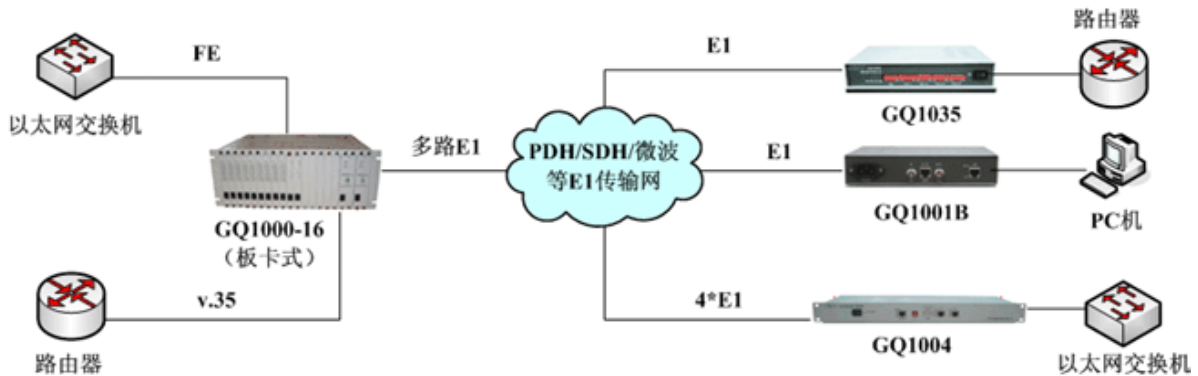 FE
以太网交换机
GQ1000-16
（板卡式）
v.35
路由器
多路E1
PDH/SDH/微波
等E1传输网
E1
GQ1035
路由器
E1
GQ1001B
PC机
4*E1
GQ1004
以太网交换机